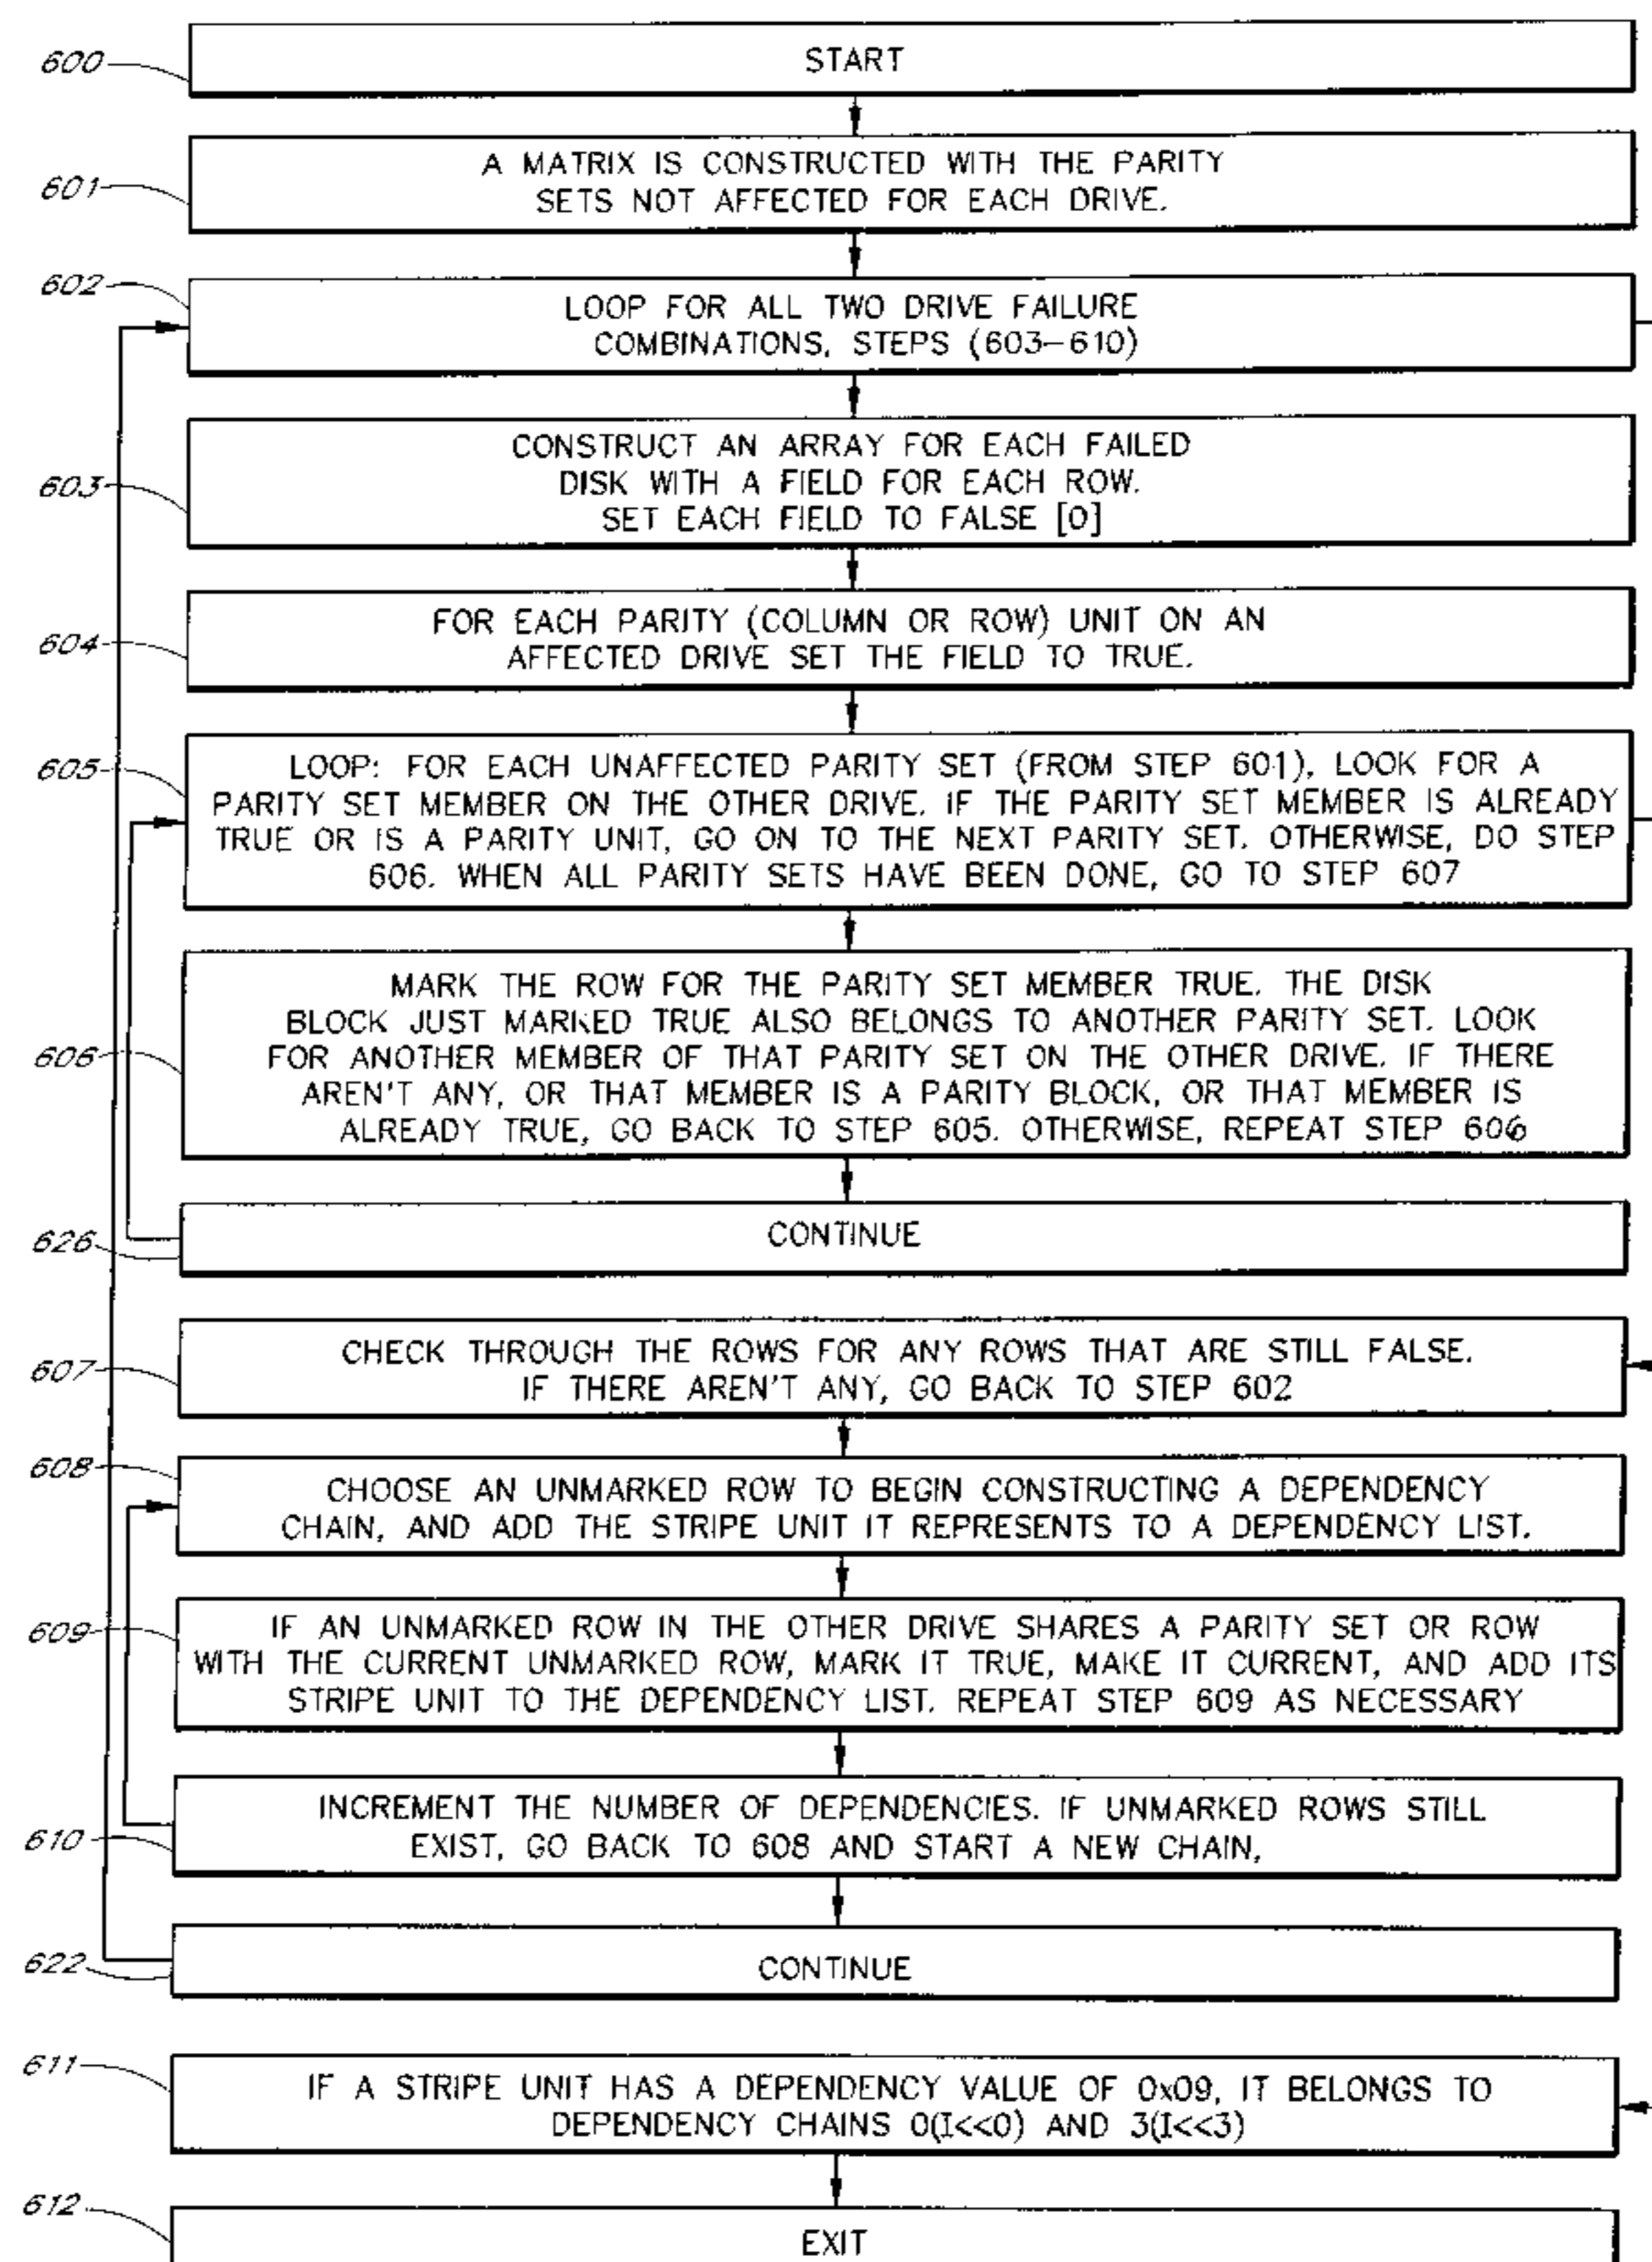 600
START
601
A MATRIX IS CONSTRUCTED WITH THE PARITY
SETS NOT AFFECTED FOR EACH DRIVE.
602
LOOP FOR ALL TWO DRIVE FAILURE
COMBINATIONS, STEPS (603-610)
603
CONSTRUCT AN ARRAY FOR EACH FAILED
DISK WITH A FIELD FOR EACH ROW.
SET EACH FIELD TO FALSE [0]
604
FOR EACH PARITY (COLUMN OR ROW) UNIT ON AN
AFFECTED DRIVE SET THE FIELD TO TRUE.
605
LOOP: FOR EACH UNAFFECTED PARITY SET (FROM STEP 601), LOOK FOR A
PARITY SET MEMBER ON THE OTHER DRIVE. IF THE PARITY SET MEMBER IS ALREADY
TRUE OR IS A PARITY UNIT, GO ON TO THE NEXT PARITY SET. OTHERWISE, DO STEP
606. WHEN ALL PARITY SETS HAVE BEEN DONE, GO TO STEP 607
606
MARK THE ROW FOR THE PARITY SET MEMBER TRUE. THE DISK
BLOCK JUST MARKED TRUE ALSO BELONGS TO ANOTHER PARITY SET. LOOK
FOR ANOTHER MEMBER OF THAT PARITY SET ON THE OTHER DRIVE. IF THERE
AREN'T ANY, OR THAT MEMBER IS A PARITY BLOCK, OR THAT MEMBER IS
ALREADY TRUE, GO BACK TO STEP 605. OTHERWISE, REPEAT STEP 606
626
CONTINUE
607
CHECK THROUGH THE ROWS FOR ANY ROWS THAT ARE STILL FALSE.
IF THERE AREN'T ANY, GO BACK TO STEP 602
608
CHOOSE AN UNMARKED ROW TO BEGIN CONSTRUCTING A DEPENDENCY
CHAIN, AND ADD THE STRIPE UNIT IT REPRESENTS TO A DEPENDENCY LIST.
609
IF AN UNMARKED ROW IN THE OTHER DRIVE SHARES A PARITY SET OR ROW
WITH THE CURRENT UNMARKED ROW, MARK IT TRUE, MAKE IT CURRENT, AND ADD ITS
STRIPE UNIT TO THE DEPENDENCY LIST. REPEAT STEP 609 AS NECESSARY
610
INCREMENT THE NUMBER OF DEPENDENCIES. IF UNMARKED ROWS STILL
EXIST, GO BACK TO 608 AND START A NEW CHAIN,
622
CONTINUE
611
IF A STRIPE UNIT HAS A DEPENDENCY VALUE OF 0x09, IT BELONGS TO
DEPENDENCY CHAINS 0(I<<0) AND 3(I<<3)
612
EXIT